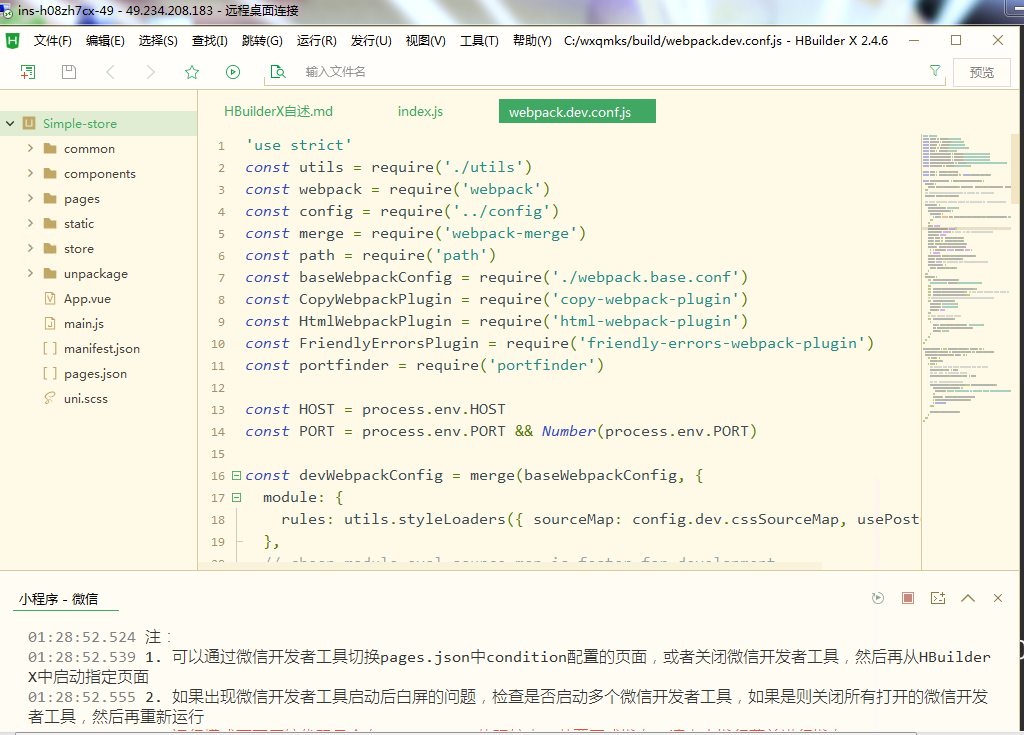 ins-h08zh7cx-49 - 49.234.208.183 - 远程桌面连接
文件(F) 编辑(E) 选择(S) 查找(I) 跳转(G) 运行(R) 发行(U) 视图(V) 工具(T) 帮助(Y) C:/wxqmks/build/webpack.dev.conf.js - HBuilder X 2.4.6
输入文件名 预览
HBuilderX自述.md index.js webpack.dev.conf.js
Simple-store
common
components
pages
static
store
unpackage
App.vue
main.js
manifest.json
pages.json
uni.scss
1 'use strict'
2 const utils = require('./utils')
3 const webpack = require('webpack')
4 const config = require('../config')
5 const merge = require('webpack-merge')
6 const path = require('path')
7 const baseWebpackConfig = require('./webpack.base.conf')
8 const CopyWebpackPlugin = require('copy-webpack-plugin')
9 const HtmlWebpackPlugin = require('html-webpack-plugin')
10 const FriendlyErrorsPlugin = require('friendly-errors-webpack-plugin')
11 const portfinder = require('portfinder')
12
13 const HOST = process.env.HOST
14 const PORT = process.env.PORT && Number(process.env.PORT)
15
16 const devWebpackConfig = merge(baseWebpackConfig, {
17 module: {
18 rules: utils.styleLoaders({ sourceMap: config.dev.cssSourceMap, usePost
19 },
小程序 - 微信
01:28:52.524 注：
01:28:52.539 1. 可以通过微信开发者工具切换pages.json中condition配置的页面，或者关闭微信开发者工具，然后再从HBuilder
X中启动指定页面
01:28:52.555 2. 如果出现微信开发者工具启动后白屏的问题，检查是否启动多个微信开发者工具，如果是则关闭所有打开的微信开发
者工具，然后再重新运行